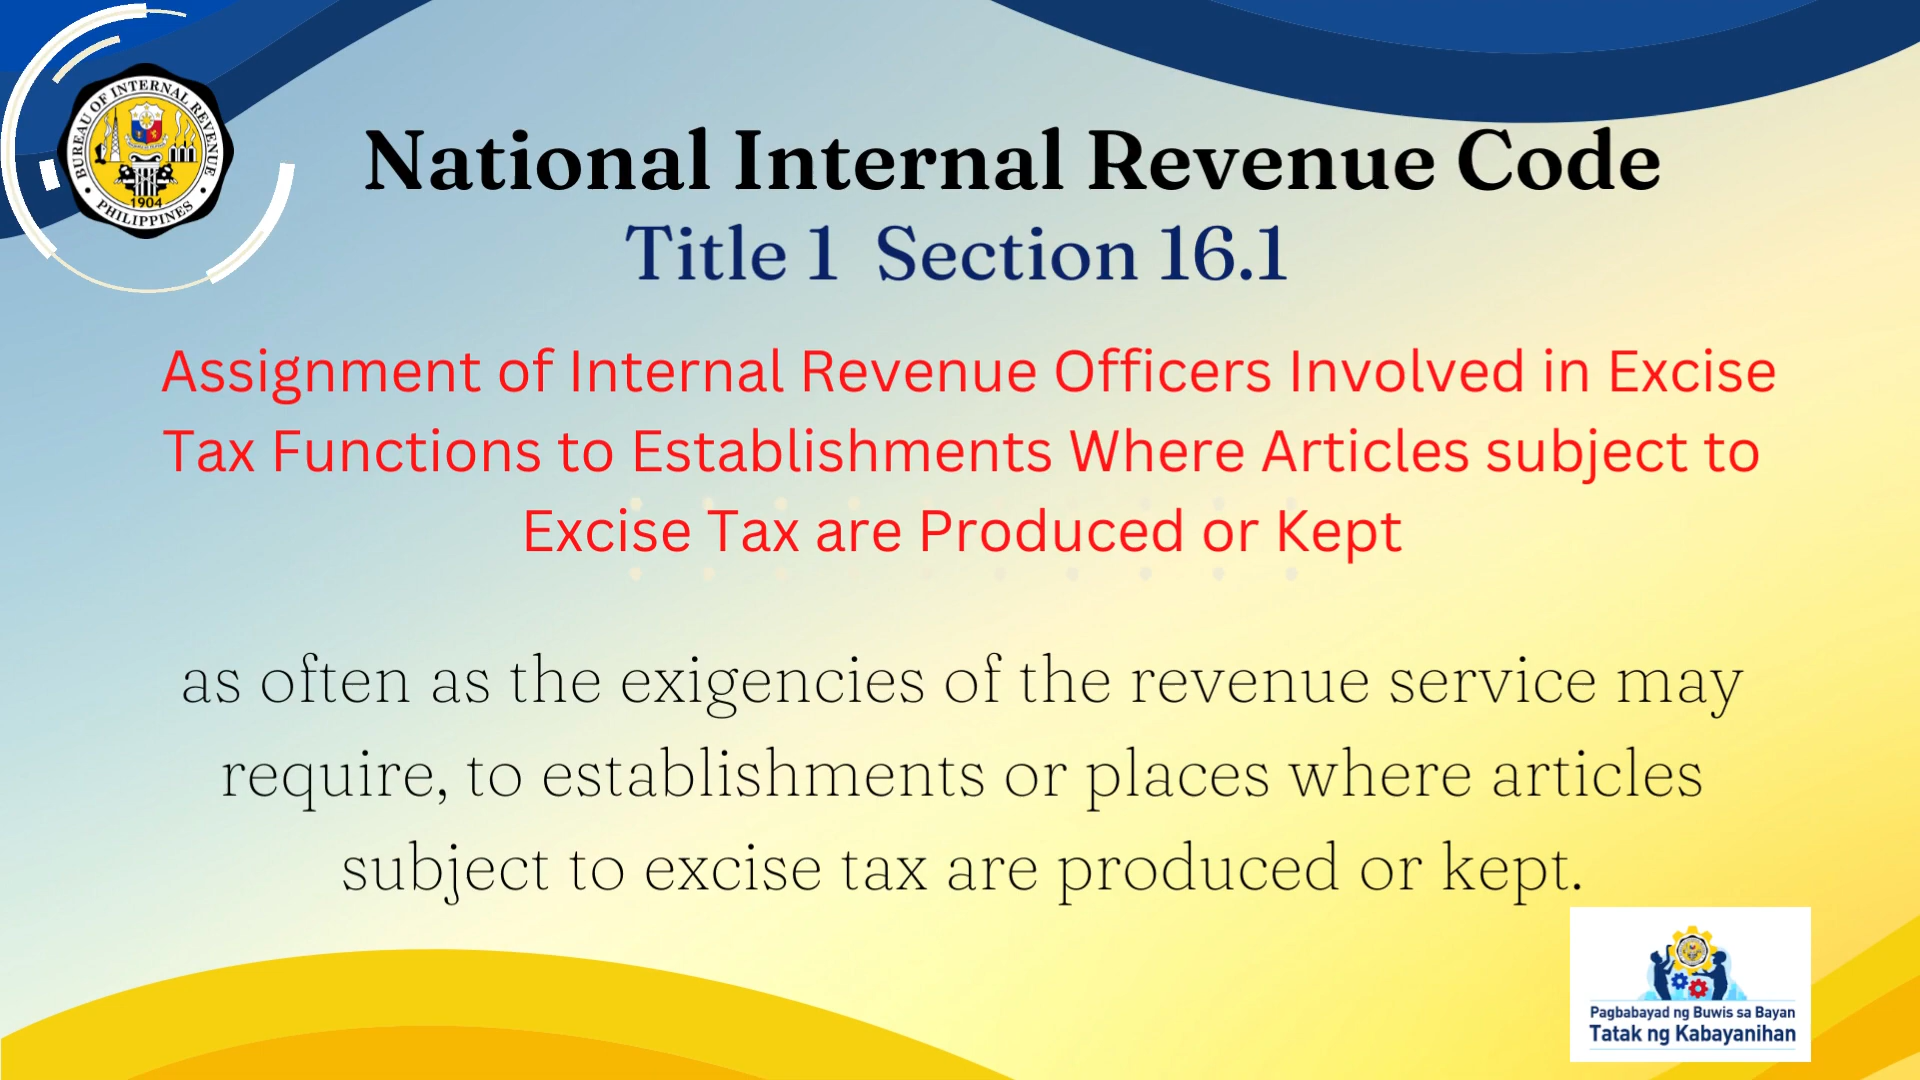 BUREAU OF INTERNAL REVENUE
1904
PHILIPPINES
National Internal Revenue Code
Title 1 Section 16.1
Assignment of Internal Revenue Officers Involved in Excise
Tax Functions to Establishments Where Articles subject to
Excise Tax are Produced or Kept
as often as the exigencies of the revenue service may
require, to establishments or places where articles
subject to excise tax are produced or kept.
Pagbabayad ng Buwis sa Bayan
Tatak ng Kabayanihan